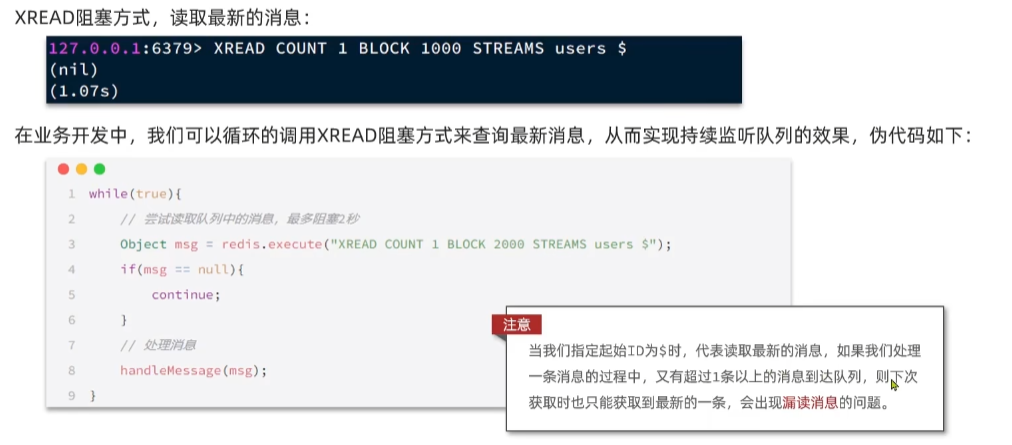 XREAD阻塞方式，读取最新的消息：
127.0.0.1:6379> XREAD COUNT 1 BLOCK 1000 STREAMS users $
(nil)
(1.07s)
在业务开发中，我们可以循环的调用XREAD阻塞方式来查询最新消息，从而实现持续监听队列的效果，伪代码如下：
1 while(true){
2 // 尝试读取队列中的消息，最多阻塞2秒
3 Object msg = redis.execute("XREAD COUNT 1 BLOCK 2000 STREAMS users $");
4 if(msg == null){
5 continue;
6 }
7 // 处理消息
8 handleMessage(msg);
9 }
注意
当我们指定起始ID为$时，代表读取最新的消息，如果我们处理
一条消息的过程中，又有超过1条以上的消息到达队列，则下次
获取时也只能获取到最新的一条，会出现漏读消息的问题。